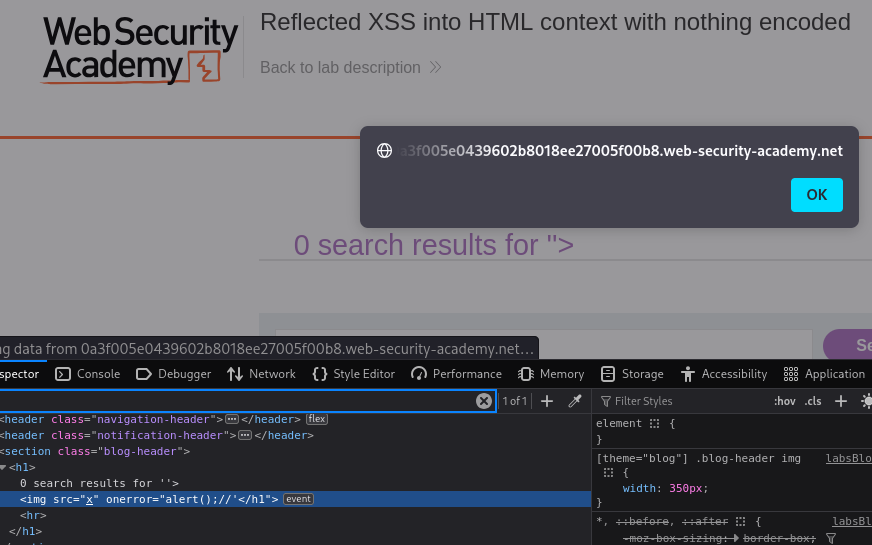 Web Security
Academy
Reflected XSS into HTML context with nothing encoded
Back to lab description
a3f005e0439602b8018ee27005f00b8.web-security-academy.net
OK
0 search results for ''>
Se
ng data from 0a3f005e0439602b8018ee27005f00b8.web-security-academy.net…
spector Console Debugger Network {} Style Editor Performance Memory Storage Accessibility Application
1 of 1 + Filter Styles :hov .cls +
<header class="navigation-header">⋯</header> flex
<header class="notification-header">⋯</header>
<section class="blog-header">
<h1>
0 search results for ''>
<img src="x" onerror="alert();//'</h1"> event
<hr>
</h1>
element {
}
[theme="blog"] .blog-header img labsBlo
{
width: 350px;
}
*, ::before, ::after { labsBl
-moz-box-sizing: border-box;